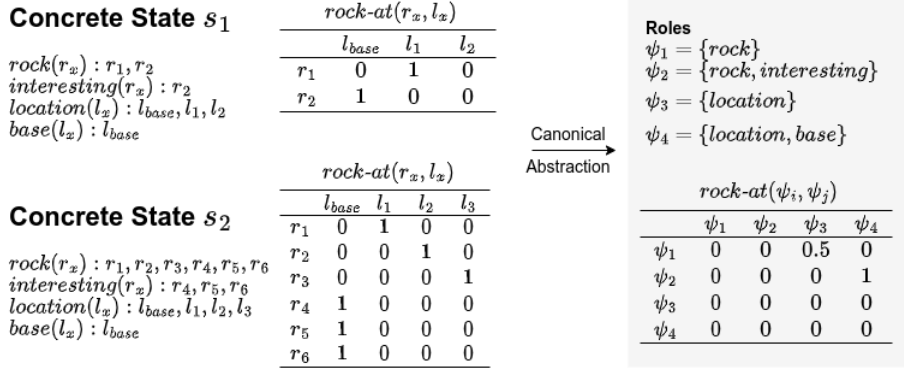 Concrete State s₁
rock(rₓ) : r₁, r₂
interesting(rₓ) : r₂
location(lₓ) : l_base, l₁, l₂
base(lₓ) : l_base
rock-at(rₓ, lₓ)
l_base l₁ l₂
r₁ 0 1 0
r₂ 1 0 0
Concrete State s₂
rock(rₓ) : r₁, r₂, r₃, r₄, r₅, r₆
interesting(rₓ) : r₄, r₅, r₆
location(lₓ) : l_base, l₁, l₂, l₃
base(lₓ) : l_base
rock-at(rₓ, lₓ)
l_base l₁ l₂ l₃
r₁ 0 1 0 0
r₂ 0 0 1 0
r₃ 0 0 0 1
r₄ 1 0 0 0
r₅ 1 0 0 0
r₆ 1 0 0 0
Canonical
Abstraction
Roles
ψ₁ = {rock}
ψ₂ = {rock, interesting}
ψ₃ = {location}
ψ₄ = {location, base}
rock-at(ψᵢ, ψⱼ)
ψ₁ ψ₂ ψ₃ ψ₄
ψ₁ 0 0 0.5 0
ψ₂ 0 0 0 1
ψ₃ 0 0 0 0
ψ₄ 0 0 0 0